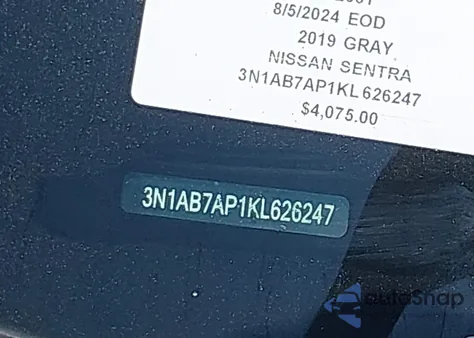 8/5/2024 EOD
2019 GRAY
NISSAN SENTRA
3N1AB7AP1KL626247
$4,075.00
3N1AB7AP1KL626247
autoSnap